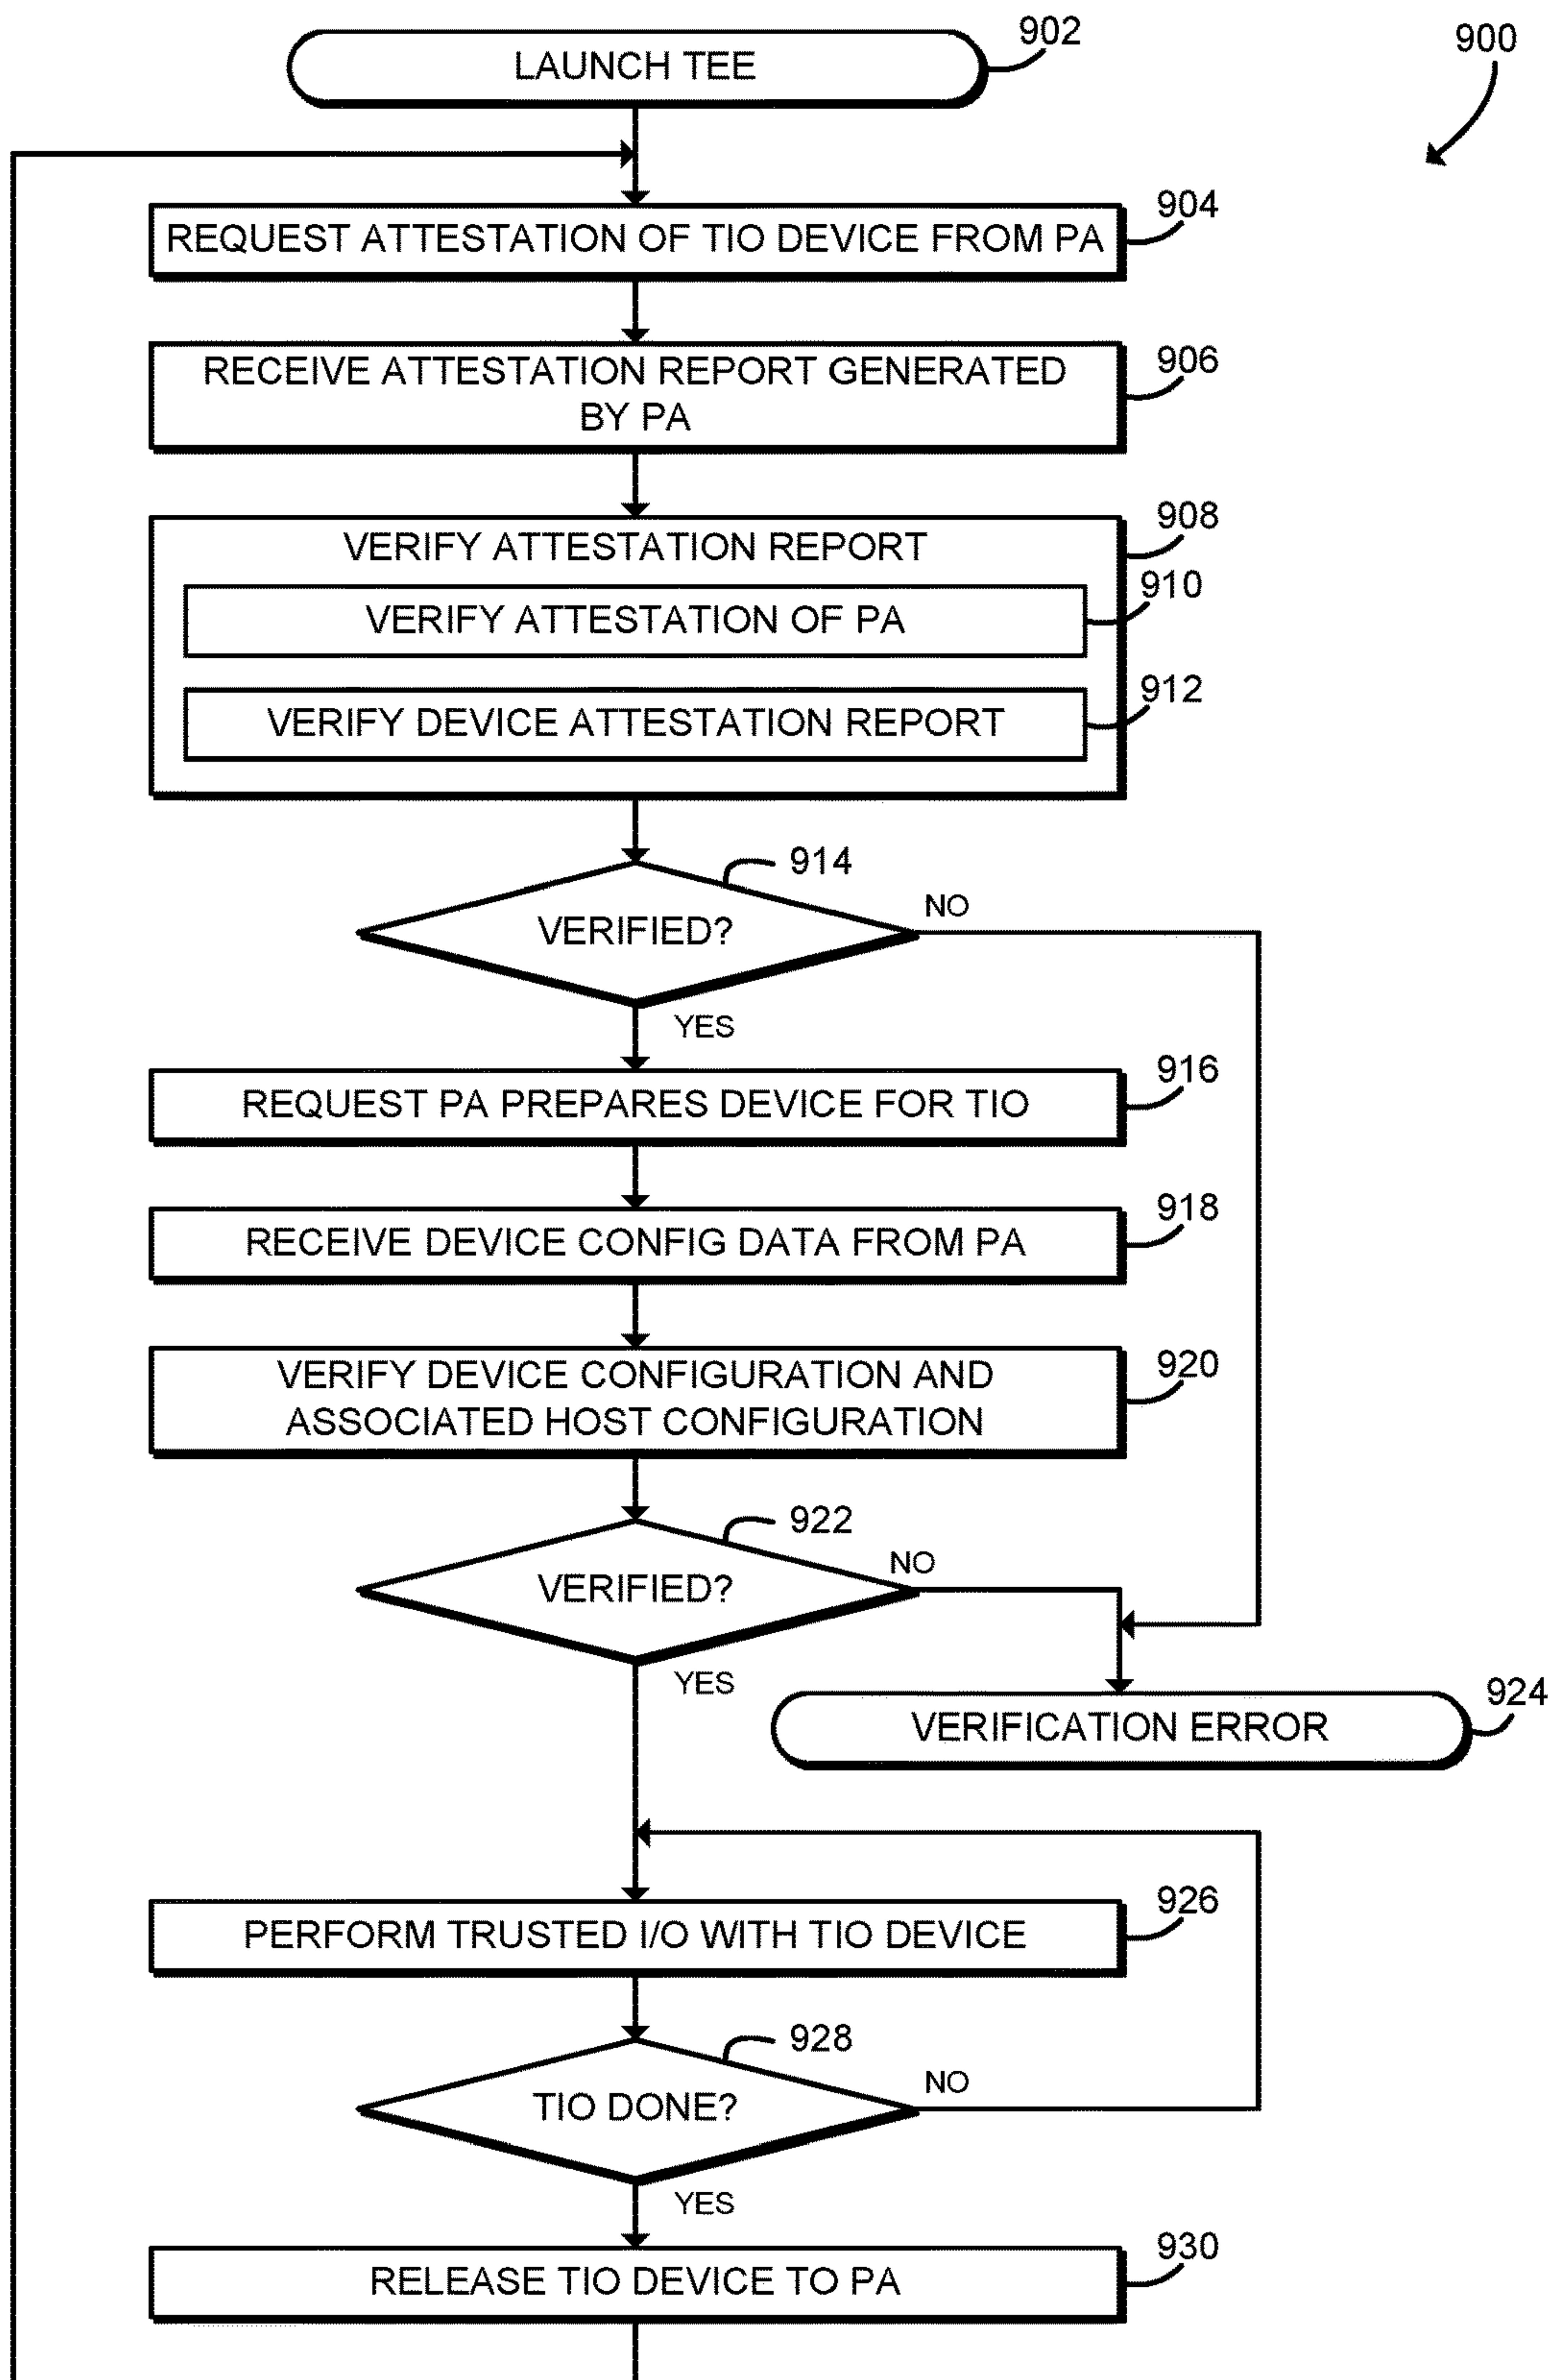 902
900
LAUNCH TEE
904
REQUEST ATTESTATION OF TIO DEVICE FROM PA
906
RECEIVE ATTESTATION REPORT GENERATED
BY PA
908
VERIFY ATTESTATION REPORT
910
VERIFY ATTESTATION OF PA
912
VERIFY DEVICE ATTESTATION REPORT
914
NO
VERIFIED?
YES
916
REQUEST PA PREPARES DEVICE FOR TIO
918
RECEIVE DEVICE CONFIG DATA FROM PA
920
VERIFY DEVICE CONFIGURATION AND
ASSOCIATED HOST CONFIGURATION
922
NO
VERIFIED?
YES
924
VERIFICATION ERROR
926
PERFORM TRUSTED I/O WITH TIO DEVICE
928
NO
TIO DONE?
YES
930
RELEASE TIO DEVICE TO PA